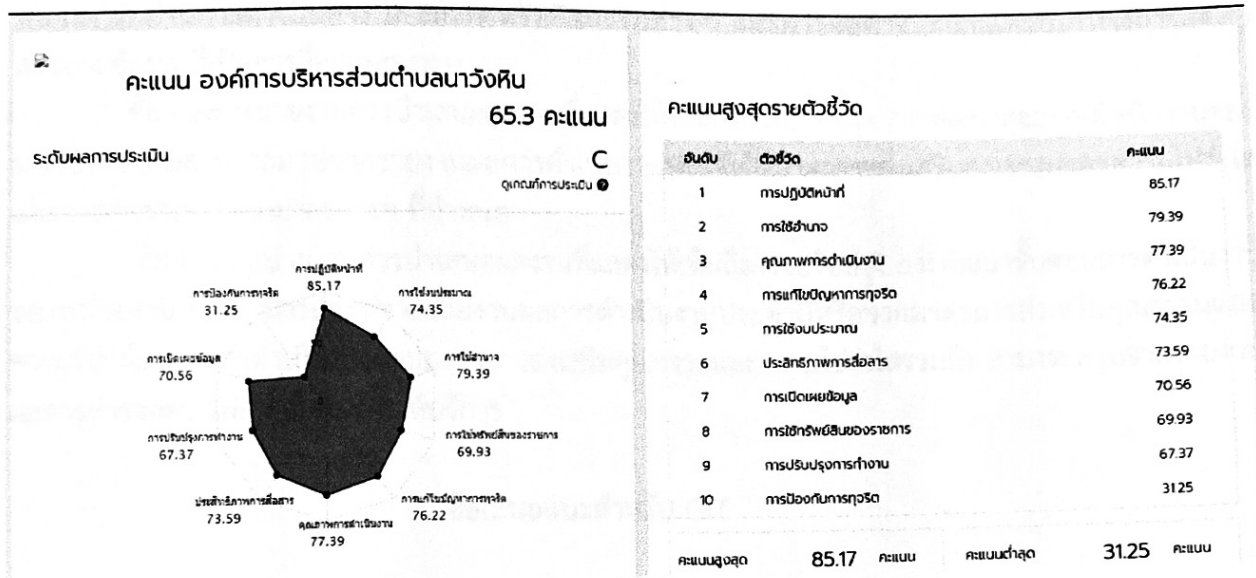 คะแนน องค์การบริหารส่วนตำบลนาวังหิน
65.3 คะแนน
ระดับผลการประเมิน
C
ดูเกณฑ์การประเมิน
การปฏิบัติหน้าที่
85.17
การใช้งบประมาณ
74.35
การใช้อำนาจ
79.39
การใช้ทรัพย์สินของราชการ
69.93
การแก้ไขปัญหาการทุจริต
76.22
คุณภาพการดำเนินงาน
77.39
ประสิทธิภาพการสื่อสาร
73.59
การปรับปรุงการทำงาน
67.37
การเปิดเผยข้อมูล
70.56
การป้องกันการทุจริต
31.25
0
คะแนนสูงสุดรายตัวชี้วัด
อันดับ ตัวชี้วัด คะแนน
1 การปฏิบัติหน้าที่ 85.17
2 การใช้อำนาจ 79.39
3 คุณภาพการดำเนินงาน 77.39
4 การแก้ไขปัญหาการทุจริต 76.22
5 การใช้งบประมาณ 74.35
6 ประสิทธิภาพการสื่อสาร 73.59
7 การเปิดเผยข้อมูล 70.56
8 การใช้ทรัพย์สินของราชการ 69.93
9 การปรับปรุงการทำงาน 67.37
10 การป้องกันการทุจริต 31.25
คะแนนสูงสุด 85.17 คะแนน คะแนนต่ำสุด 31.25 คะแนน